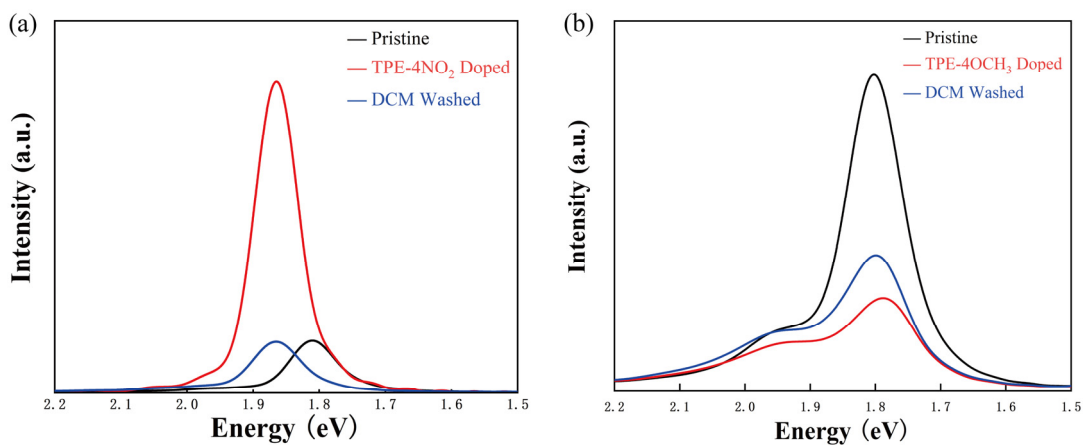 (a)
Pristine
TPE-4NO₂ Doped
DCM Washed
Intensity (a.u.)
2.2 2.1 2.0 1.9 1.8 1.7 1.6 1.5
Energy (eV)
(b)
Pristine
TPE-4OCH₃ Doped
DCM Washed
Intensity (a.u.)
2.2 2.1 2.0 1.9 1.8 1.7 1.6 1.5
Energy (eV)